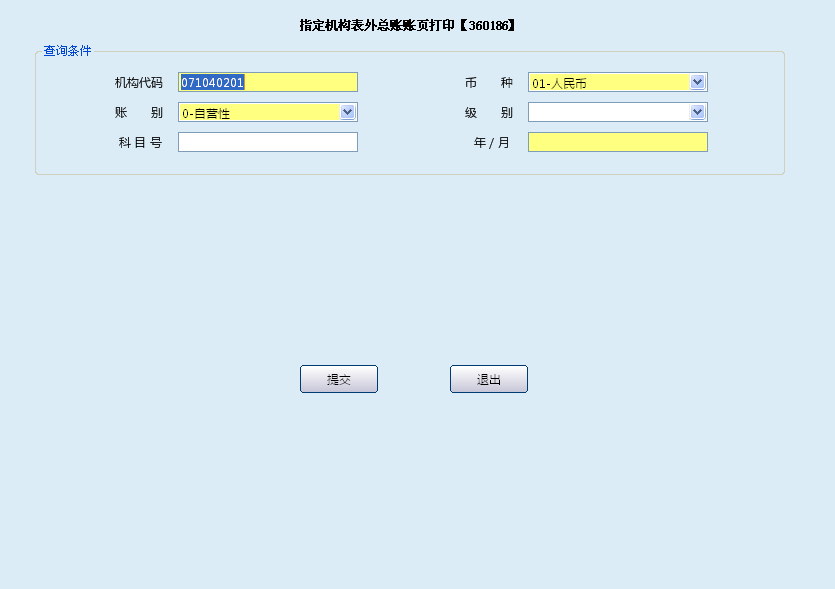 指定机构表外总账账页打印【360186】
查询条件
机构代码 071040201 币 种 01-人民币
账 别 0-自营性 级 别
科 目 号 年 / 月
提交 退出